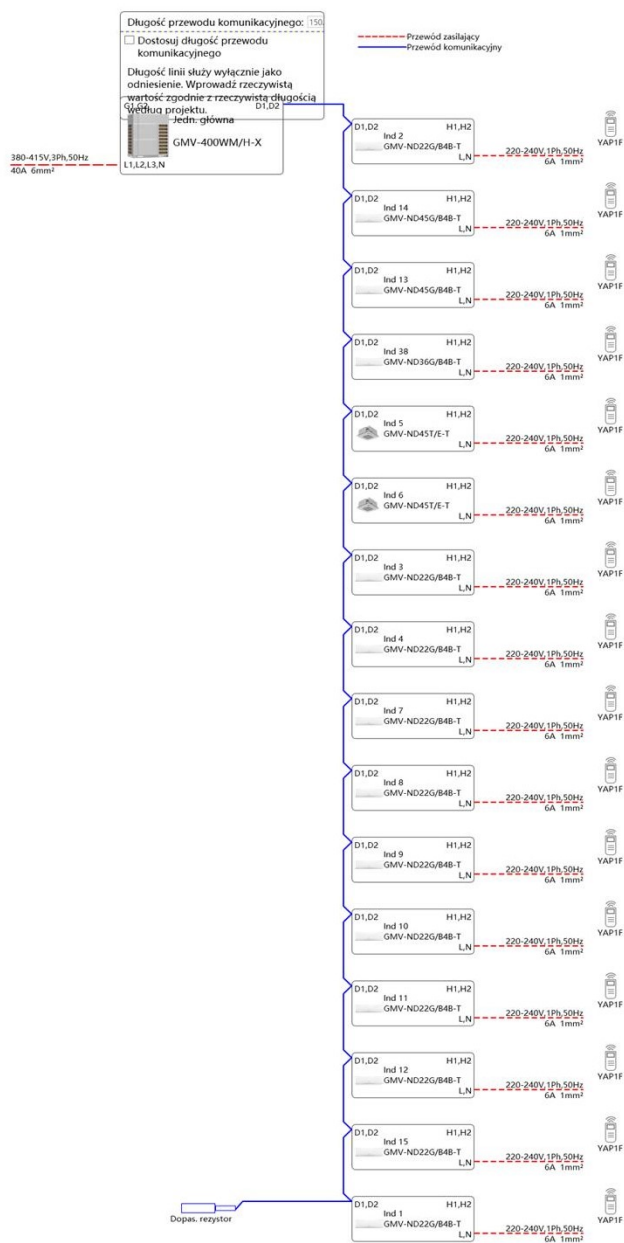 Długość przewodu komunikacyjnego: 150.
Dostosuj długość przewodu
komunikacyjnego
Długość linii służy wyłącznie jako
odniesienie. Wprowadź rzeczywistą
wartość zgodnie z rzeczywistą długością
według projektu.
Przewód zasilający
Przewód komunikacyjny
G1,G2 D1,D2
Jedn. główna
GMV-400WM/H-X
L1,L2,L3,N
380-415V,3Ph,50Hz
40A 6mm²
D1,D2 H1,H2
Ind 2
GMV-ND22G/B4B-T
L,N
220-240V,1Ph,50Hz
6A 1mm²
YAP1F
D1,D2 H1,H2
Ind 14
GMV-ND45G/B4B-T
L,N
220-240V,1Ph,50Hz
6A 1mm²
YAP1F
D1,D2 H1,H2
Ind 13
GMV-ND45G/B4B-T
L,N
220-240V,1Ph,50Hz
6A 1mm²
YAP1F
D1,D2 H1,H2
Ind 38
GMV-ND36G/B4B-T
L,N
220-240V,1Ph,50Hz
6A 1mm²
YAP1F
D1,D2 H1,H2
Ind 5
GMV-ND45T/E-T
L,N
220-240V,1Ph,50Hz
6A 1mm²
YAP1F
D1,D2 H1,H2
Ind 6
GMV-ND45T/E-T
L,N
220-240V,1Ph,50Hz
6A 1mm²
YAP1F
D1,D2 H1,H2
Ind 3
GMV-ND22G/B4B-T
L,N
220-240V,1Ph,50Hz
6A 1mm²
YAP1F
D1,D2 H1,H2
Ind 4
GMV-ND22G/B4B-T
L,N
220-240V,1Ph,50Hz
6A 1mm²
YAP1F
D1,D2 H1,H2
Ind 7
GMV-ND22G/B4B-T
L,N
220-240V,1Ph,50Hz
6A 1mm²
YAP1F
D1,D2 H1,H2
Ind 8
GMV-ND22G/B4B-T
L,N
220-240V,1Ph,50Hz
6A 1mm²
YAP1F
D1,D2 H1,H2
Ind 9
GMV-ND22G/B4B-T
L,N
220-240V,1Ph,50Hz
6A 1mm²
YAP1F
D1,D2 H1,H2
Ind 10
GMV-ND22G/B4B-T
L,N
220-240V,1Ph,50Hz
6A 1mm²
YAP1F
D1,D2 H1,H2
Ind 11
GMV-ND22G/B4B-T
L,N
220-240V,1Ph,50Hz
6A 1mm²
YAP1F
D1,D2 H1,H2
Ind 12
GMV-ND22G/B4B-T
L,N
220-240V,1Ph,50Hz
6A 1mm²
YAP1F
D1,D2 H1,H2
Ind 15
GMV-ND22G/B4B-T
L,N
220-240V,1Ph,50Hz
6A 1mm²
YAP1F
D1,D2 H1,H2
Ind 1
GMV-ND22G/B4B-T
L,N
220-240V,1Ph,50Hz
6A 1mm²
YAP1F
Dopas. rezystor